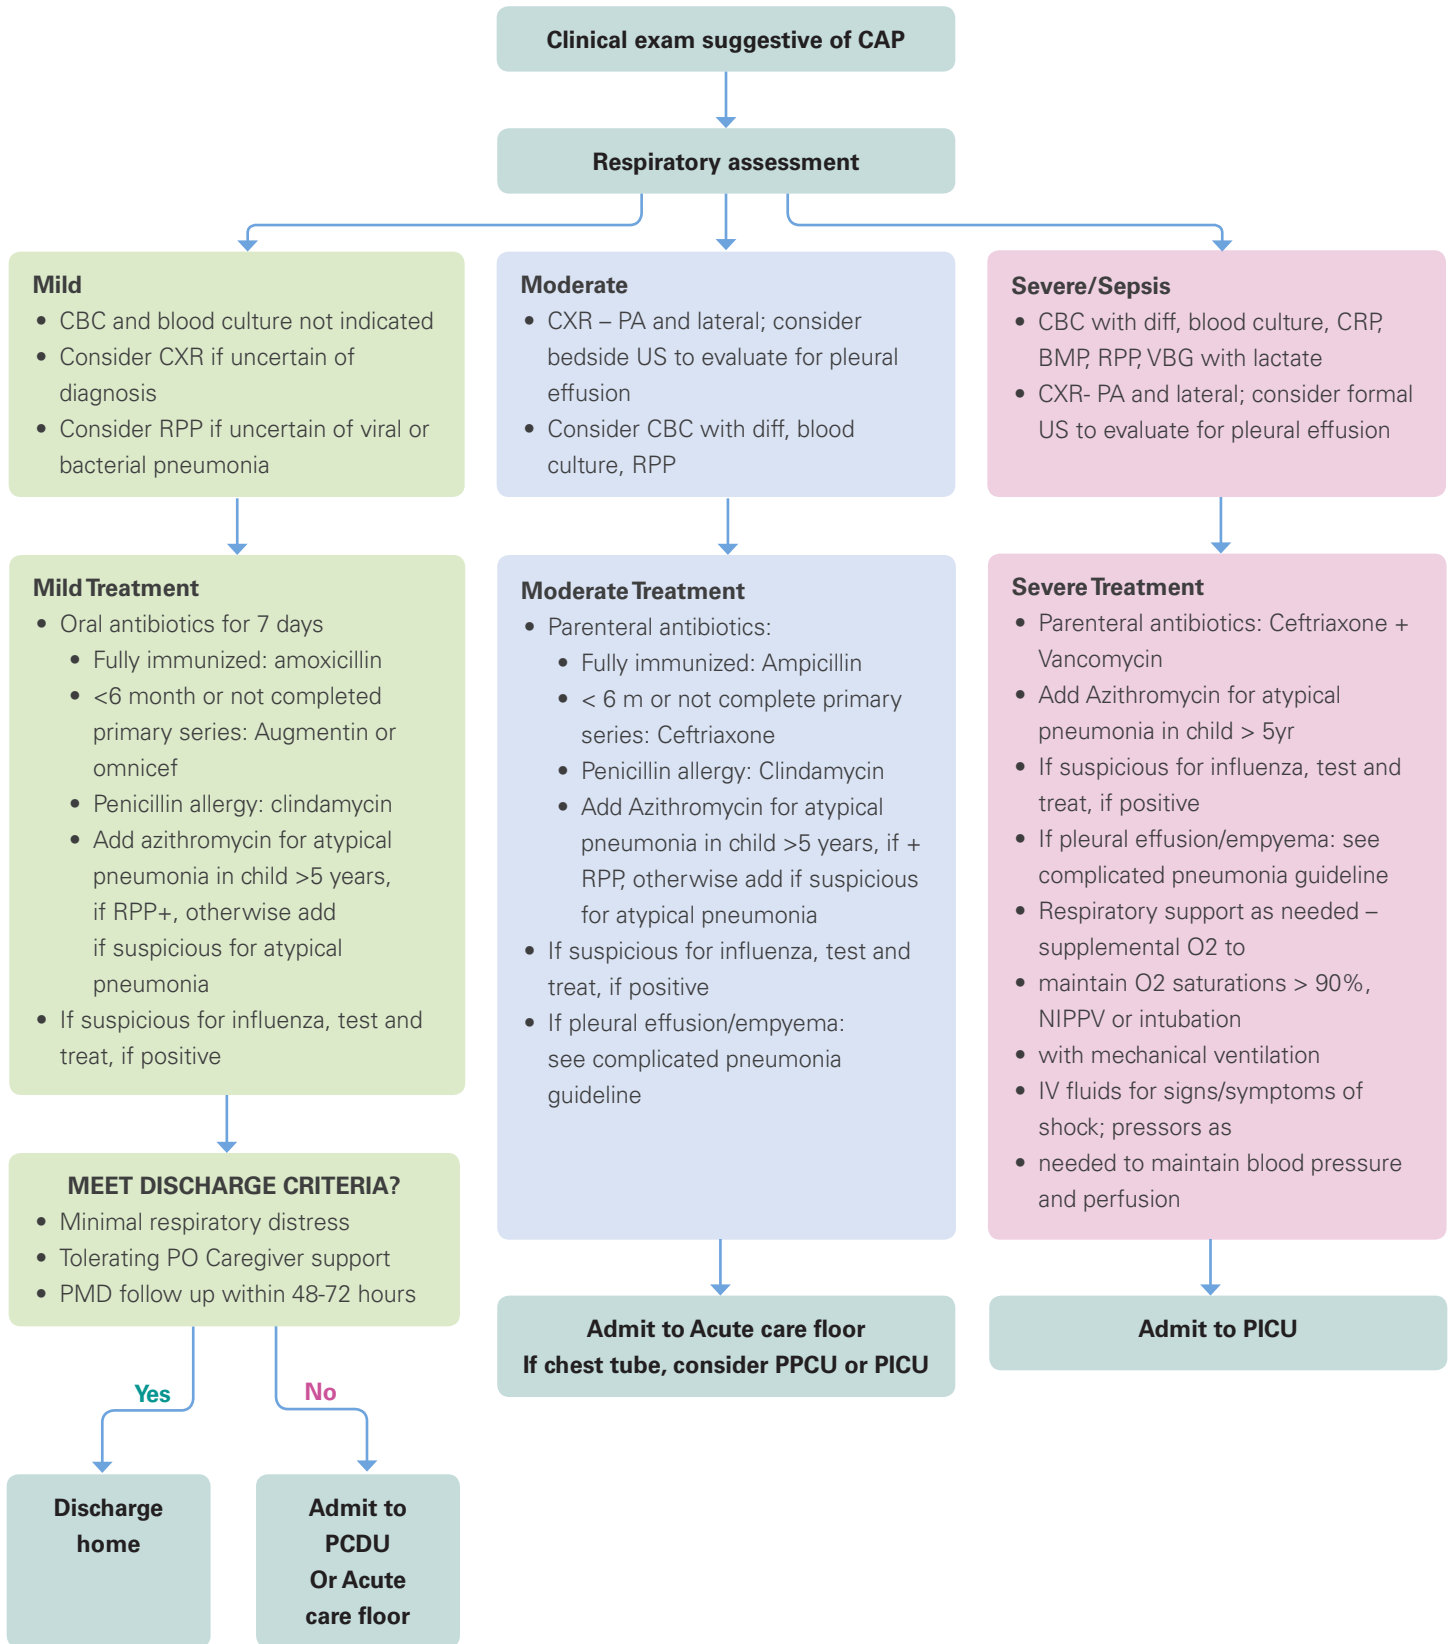 Clinical exam suggestive of CAP
Respiratory assessment
Mild
• CBC and blood culture not indicated
• Consider CXR if uncertain of
diagnosis
• Consider RPP if uncertain of viral or
bacterial pneumonia
Moderate
• CXR – PA and lateral; consider
bedside US to evaluate for pleural
effusion
• Consider CBC with diff, blood
culture, RPP
Severe/Sepsis
• CBC with diff, blood culture, CRP,
BMP, RPP, VBG with lactate
• CXR- PA and lateral; consider formal
US to evaluate for pleural effusion
Mild Treatment
• Oral antibiotics for 7 days
• Fully immunized: amoxicillin
• <6 month or not completed
primary series: Augmentin or
omnicef
• Penicillin allergy: clindamycin
• Add azithromycin for atypical
pneumonia in child >5 years,
if RPP+, otherwise add
if suspicious for atypical
pneumonia
• If suspicious for influenza, test and
treat, if positive
Moderate Treatment
• Parenteral antibiotics:
• Fully immunized: Ampicillin
• < 6 m or not complete primary
series: Ceftriaxone
• Penicillin allergy: Clindamycin
• Add Azithromycin for atypical
pneumonia in child >5 years, if +
RPP, otherwise add if suspicious
for atypical pneumonia
• If suspicious for influenza, test and
treat, if positive
• If pleural effusion/empyema:
see complicated pneumonia
guideline
Severe Treatment
• Parenteral antibiotics: Ceftriaxone +
Vancomycin
• Add Azithromycin for atypical
pneumonia in child > 5yr
• If suspicious for influenza, test and
treat, if positive
• If pleural effusion/empyema: see
complicated pneumonia guideline
• Respiratory support as needed –
supplemental O2 to
• maintain O2 saturations > 90%,
NIPPV or intubation
• with mechanical ventilation
• IV fluids for signs/symptoms of
shock; pressors as
• needed to maintain blood pressure
and perfusion
MEET DISCHARGE CRITERIA?
• Minimal respiratory distress
• Tolerating PO Caregiver support
• PMD follow up within 48-72 hours
Admit to Acute care floor
If chest tube, consider PPCU or PICU
Admit to PICU
Yes
No
Discharge
home
Admit to
PCDU
Or Acute
care floor